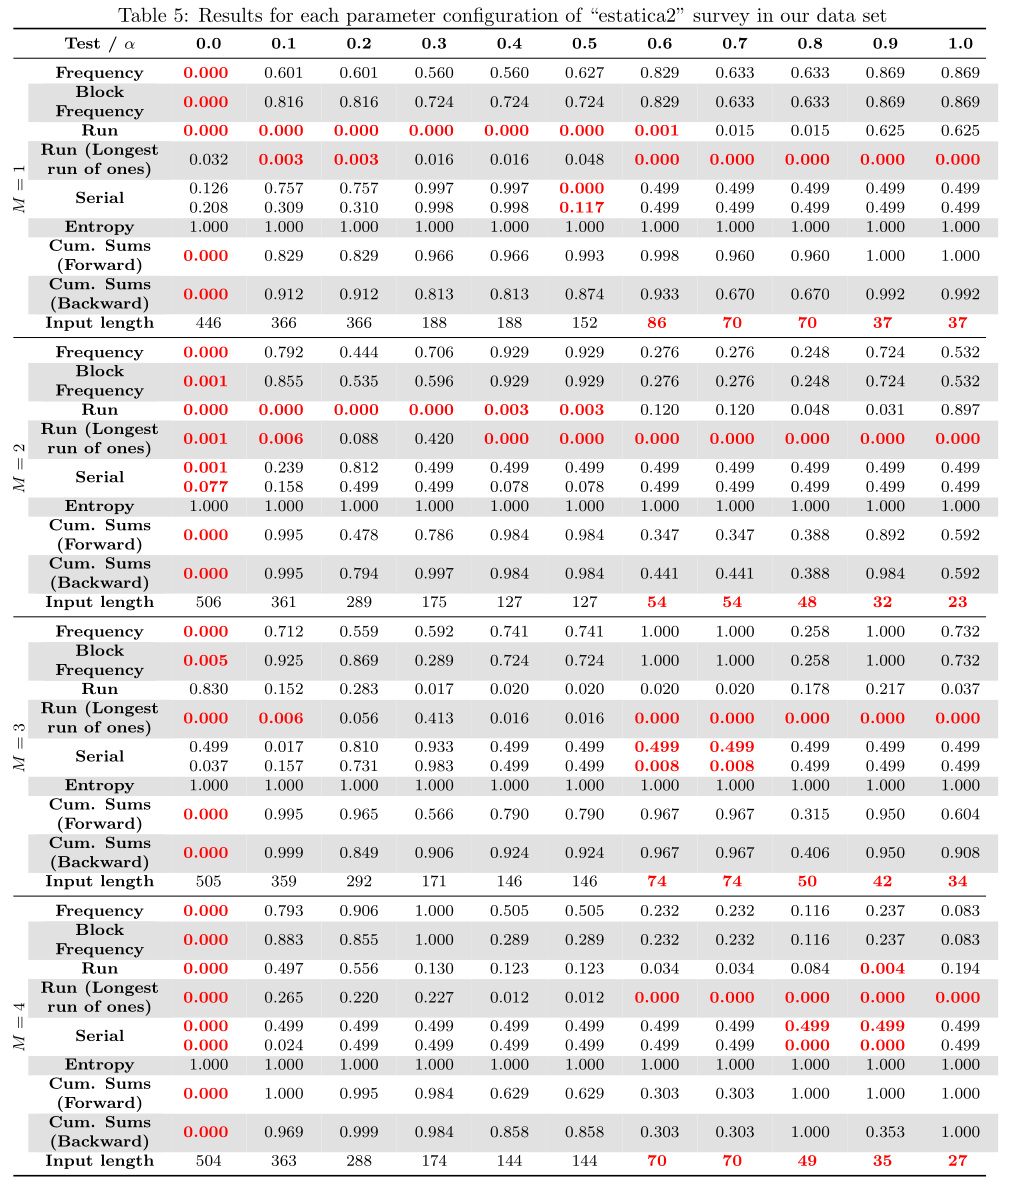 Table 5: Results for each parameter configuration of “estatica2” survey in our data set
Test / α 0.0 0.1 0.2 0.3 0.4 0.5 0.6 0.7 0.8 0.9 1.0
M = 1
Frequency 0.000 0.601 0.601 0.560 0.560 0.627 0.829 0.633 0.633 0.869 0.869
Block
Frequency 0.000 0.816 0.816 0.724 0.724 0.724 0.829 0.633 0.633 0.869 0.869
Run 0.000 0.000 0.000 0.000 0.000 0.000 0.001 0.015 0.015 0.625 0.625
Run (Longest
run of ones) 0.032 0.003 0.003 0.016 0.016 0.048 0.000 0.000 0.000 0.000 0.000
Serial 0.126 0.757 0.757 0.997 0.997 0.000 0.499 0.499 0.499 0.499 0.499
0.208 0.309 0.310 0.998 0.998 0.117 0.499 0.499 0.499 0.499 0.499
Entropy 1.000 1.000 1.000 1.000 1.000 1.000 1.000 1.000 1.000 1.000 1.000
Cum. Sums
(Forward) 0.000 0.829 0.829 0.966 0.966 0.993 0.998 0.960 0.960 1.000 1.000
Cum. Sums
(Backward) 0.000 0.912 0.912 0.813 0.813 0.874 0.933 0.670 0.670 0.992 0.992
Input length 446 366 366 188 188 152 86 70 70 37 37
M = 2
Frequency 0.000 0.792 0.444 0.706 0.929 0.929 0.276 0.276 0.248 0.724 0.532
Block
Frequency 0.001 0.855 0.535 0.596 0.929 0.929 0.276 0.276 0.248 0.724 0.532
Run 0.000 0.000 0.000 0.000 0.003 0.003 0.120 0.120 0.048 0.031 0.897
Run (Longest
run of ones) 0.001 0.006 0.088 0.420 0.000 0.000 0.000 0.000 0.000 0.000 0.000
Serial 0.001 0.239 0.812 0.499 0.499 0.499 0.499 0.499 0.499 0.499 0.499
0.077 0.158 0.499 0.499 0.078 0.078 0.499 0.499 0.499 0.499 0.499
Entropy 1.000 1.000 1.000 1.000 1.000 1.000 1.000 1.000 1.000 1.000 1.000
Cum. Sums
(Forward) 0.000 0.995 0.478 0.786 0.984 0.984 0.347 0.347 0.388 0.892 0.592
Cum. Sums
(Backward) 0.000 0.995 0.794 0.997 0.984 0.984 0.441 0.441 0.388 0.984 0.592
Input length 506 361 289 175 127 127 54 54 48 32 23
M = 3
Frequency 0.000 0.712 0.559 0.592 0.741 0.741 1.000 1.000 0.258 1.000 0.732
Block
Frequency 0.005 0.925 0.869 0.289 0.724 0.724 1.000 1.000 0.258 1.000 0.732
Run 0.830 0.152 0.283 0.017 0.020 0.020 0.020 0.020 0.178 0.217 0.037
Run (Longest
run of ones) 0.000 0.006 0.056 0.413 0.016 0.016 0.000 0.000 0.000 0.000 0.000
Serial 0.499 0.017 0.810 0.933 0.499 0.499 0.499 0.499 0.499 0.499 0.499
0.037 0.157 0.731 0.983 0.499 0.499 0.008 0.008 0.499 0.499 0.499
Entropy 1.000 1.000 1.000 1.000 1.000 1.000 1.000 1.000 1.000 1.000 1.000
Cum. Sums
(Forward) 0.000 0.995 0.965 0.566 0.790 0.790 0.967 0.967 0.315 0.950 0.604
Cum. Sums
(Backward) 0.000 0.999 0.849 0.906 0.924 0.924 0.967 0.967 0.406 0.950 0.908
Input length 505 359 292 171 146 146 74 74 50 42 34
M = 4
Frequency 0.000 0.793 0.906 1.000 0.505 0.505 0.232 0.232 0.116 0.237 0.083
Block
Frequency 0.000 0.883 0.855 1.000 0.289 0.289 0.232 0.232 0.116 0.237 0.083
Run 0.000 0.497 0.556 0.130 0.123 0.123 0.034 0.034 0.084 0.004 0.194
Run (Longest
run of ones) 0.000 0.265 0.220 0.227 0.012 0.012 0.000 0.000 0.000 0.000 0.000
Serial 0.000 0.499 0.499 0.499 0.499 0.499 0.499 0.499 0.499 0.499 0.499
0.000 0.024 0.499 0.499 0.499 0.499 0.499 0.499 0.000 0.000 0.499
Entropy 1.000 1.000 1.000 1.000 1.000 1.000 1.000 1.000 1.000 1.000 1.000
Cum. Sums
(Forward) 0.000 1.000 0.995 0.984 0.629 0.629 0.303 0.303 1.000 1.000 1.000
Cum. Sums
(Backward) 0.000 0.969 0.999 0.984 0.858 0.858 0.303 0.303 1.000 0.353 1.000
Input length 504 363 288 174 144 144 70 70 49 35 27